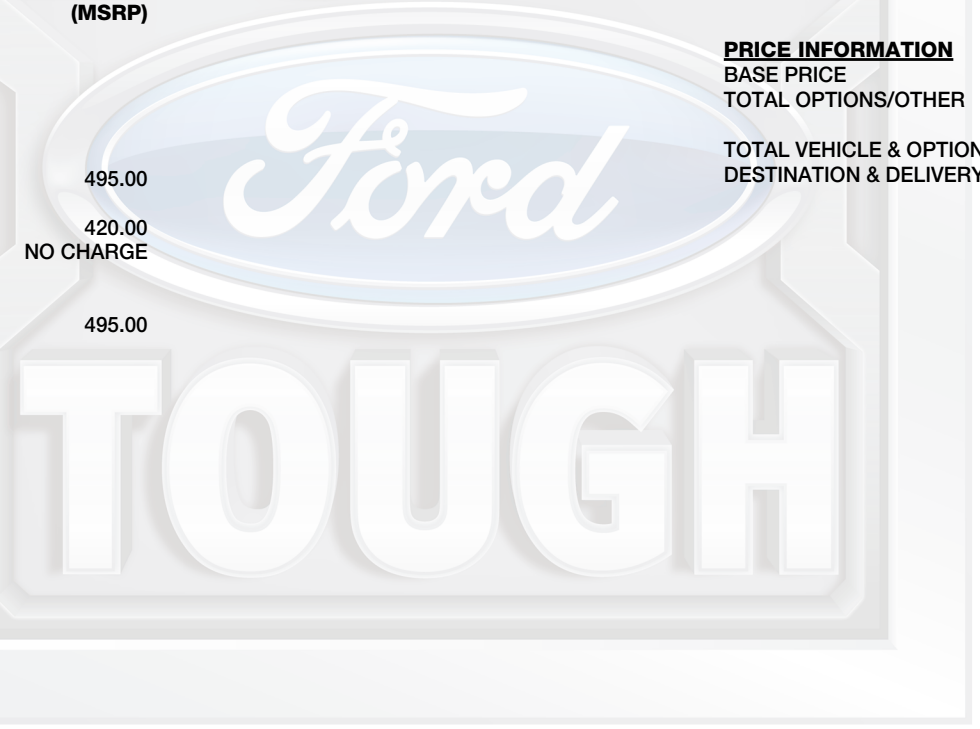 (MSRP)
495.00
420.00
NO CHARGE
495.00
PRICE INFORMATION
BASE PRICE
TOTAL OPTIONS/OTHER
TOTAL VEHICLE & OPTION
DESTINATION & DELIVERY
Ford
TOUGH